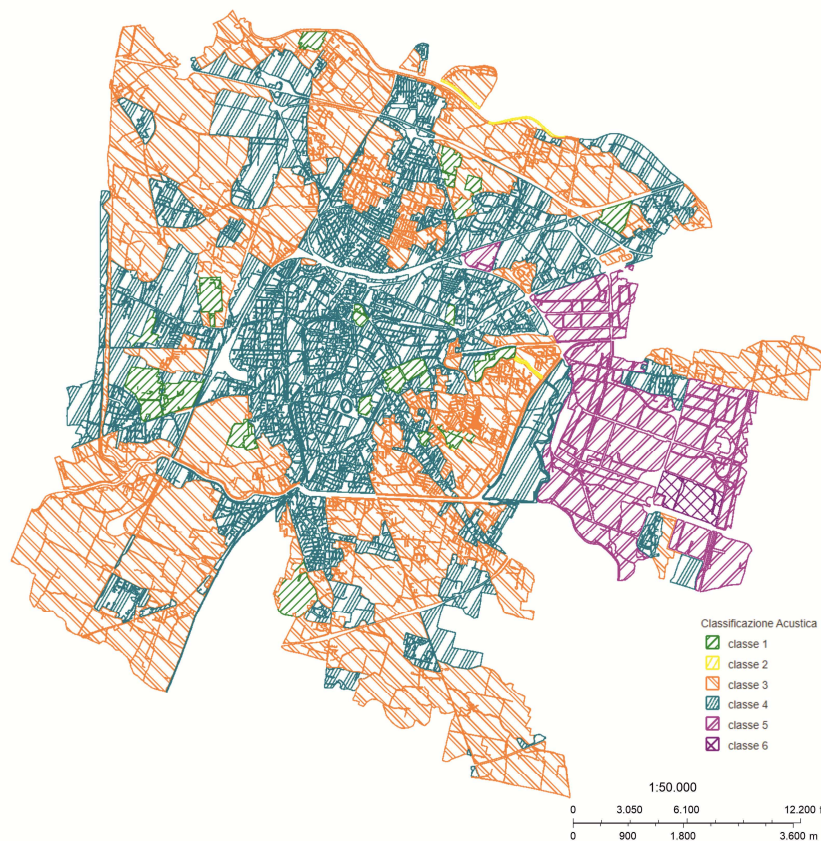 Classificazione Acustica
classe 1
classe 2
classe 3
classe 4
classe 5
classe 6
1:50.000
0 3.050 6.100 12.200
0 900 1.800 3.600 m